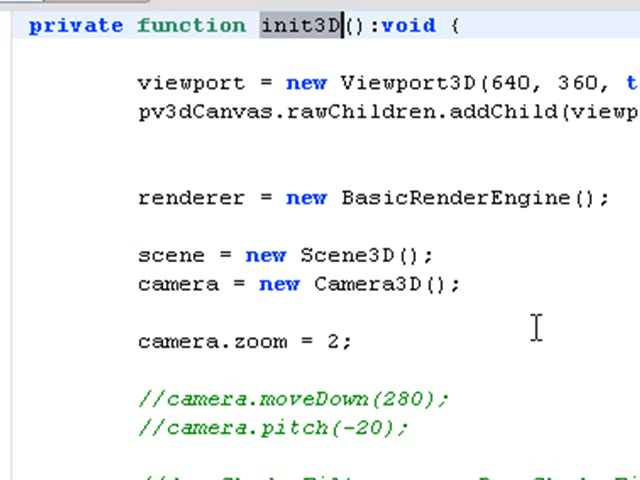 private function init3D():void {
viewport = new Viewport3D(640, 360, t
pv3dCanvas.rawChildren.addChild(viewp
renderer = new BasicRenderEngine();
scene = new Scene3D();
camera = new Camera3D();
camera.zoom = 2;
//camera.moveDown(280);
//camera.pitch(-20);